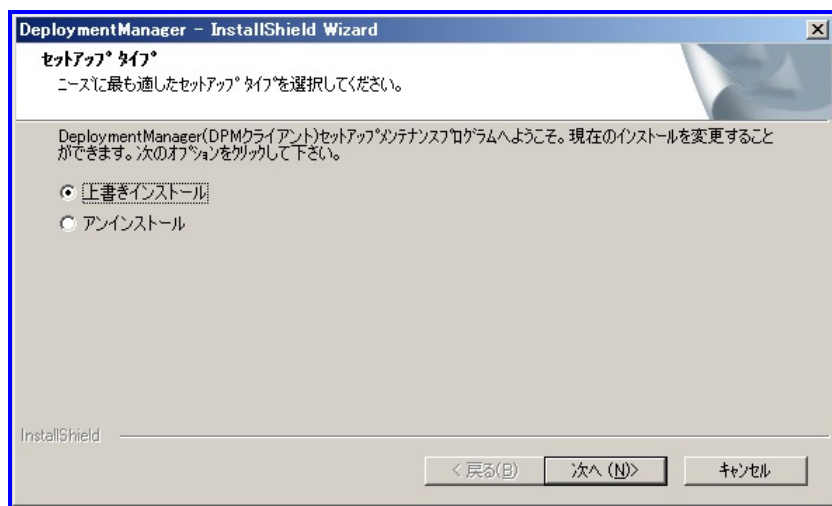 DeploymentManager - InstallShield Wizard
セットアップ タイプ
ニーズに最も適したセットアップ タイプを選択してください。
DeploymentManager(DPMクライアント)セットアップメンテナンスプログラムへようこそ。現在のインストールを変更すること
ができます。次のオプションをクリックして下さい。
上書きインストール
アンインストール
InstallShield
< 戻る(B)
次へ (N)>
キャンセル